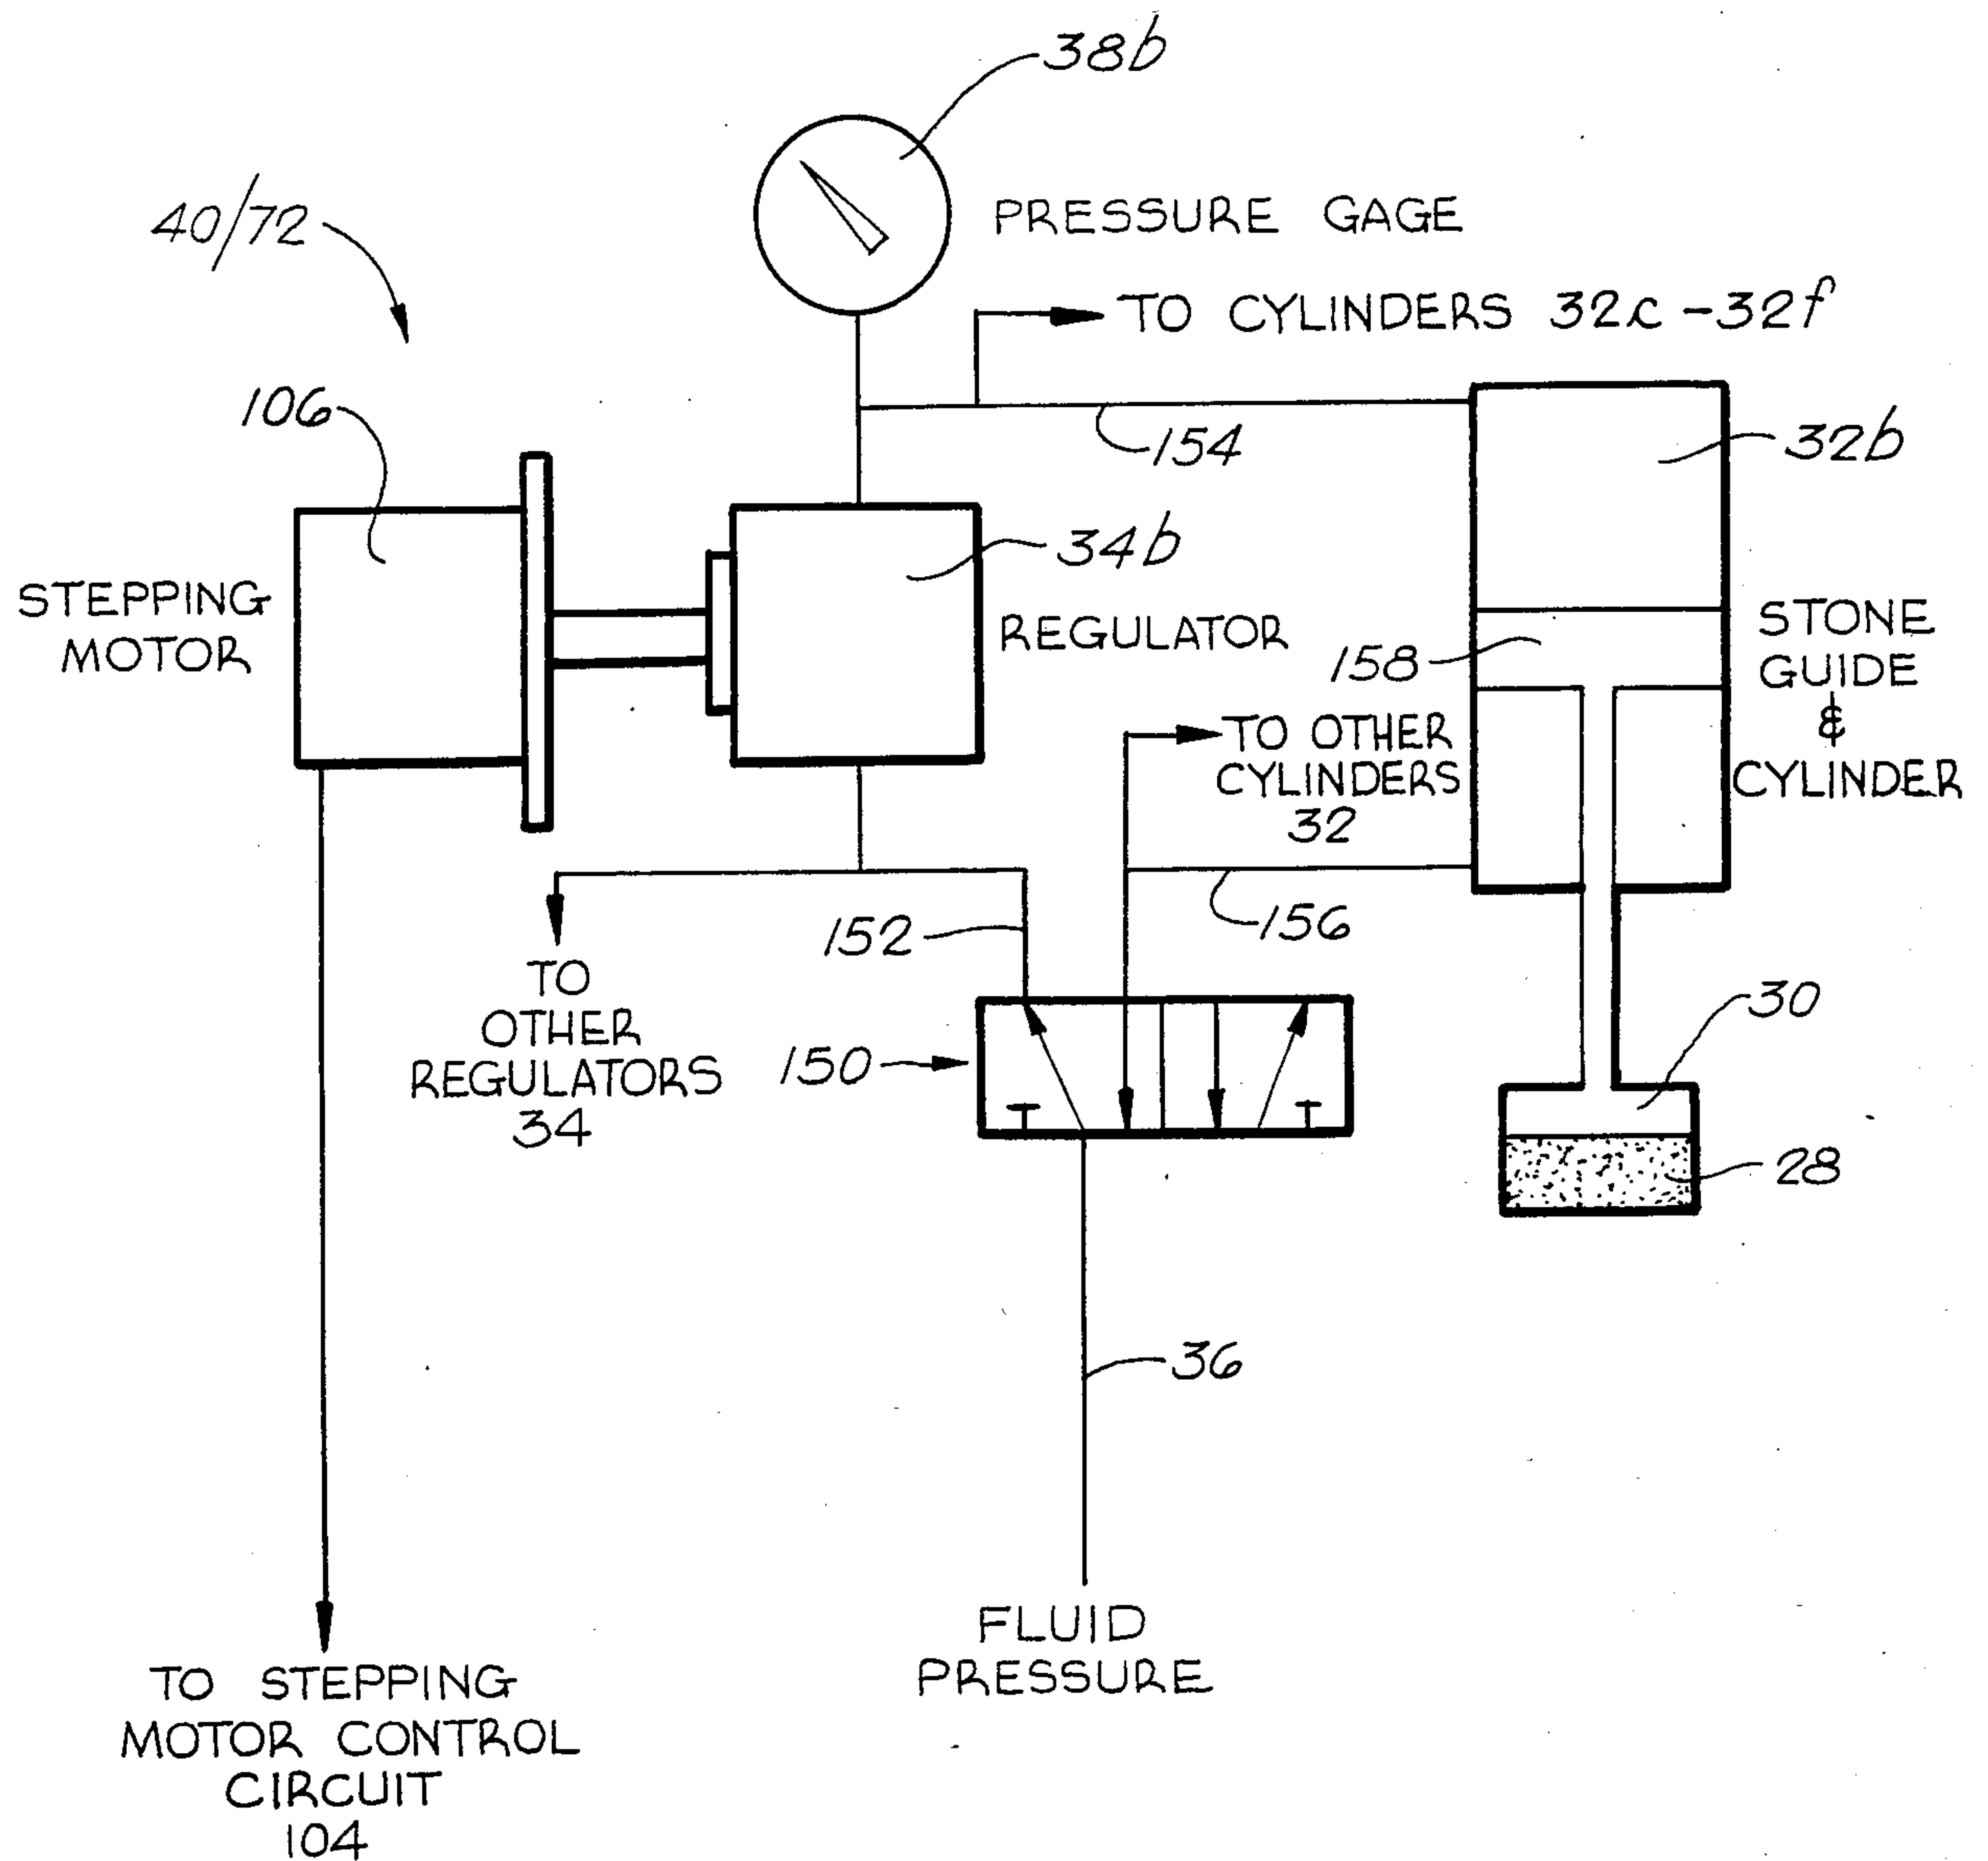 38b
40/72
PRESSURE GAGE
TO CYLINDERS 32c-32f
106
154
32b
34b
STEPPING
MOTOR
REGULATOR
158
STONE
GUIDE
&
CYLINDER
TO OTHER
CYLINDERS
32
152
156
TO
OTHER
REGULATORS
34
150
30
28
36
FLUID
PRESSURE
TO STEPPING
MOTOR CONTROL
CIRCUIT
104